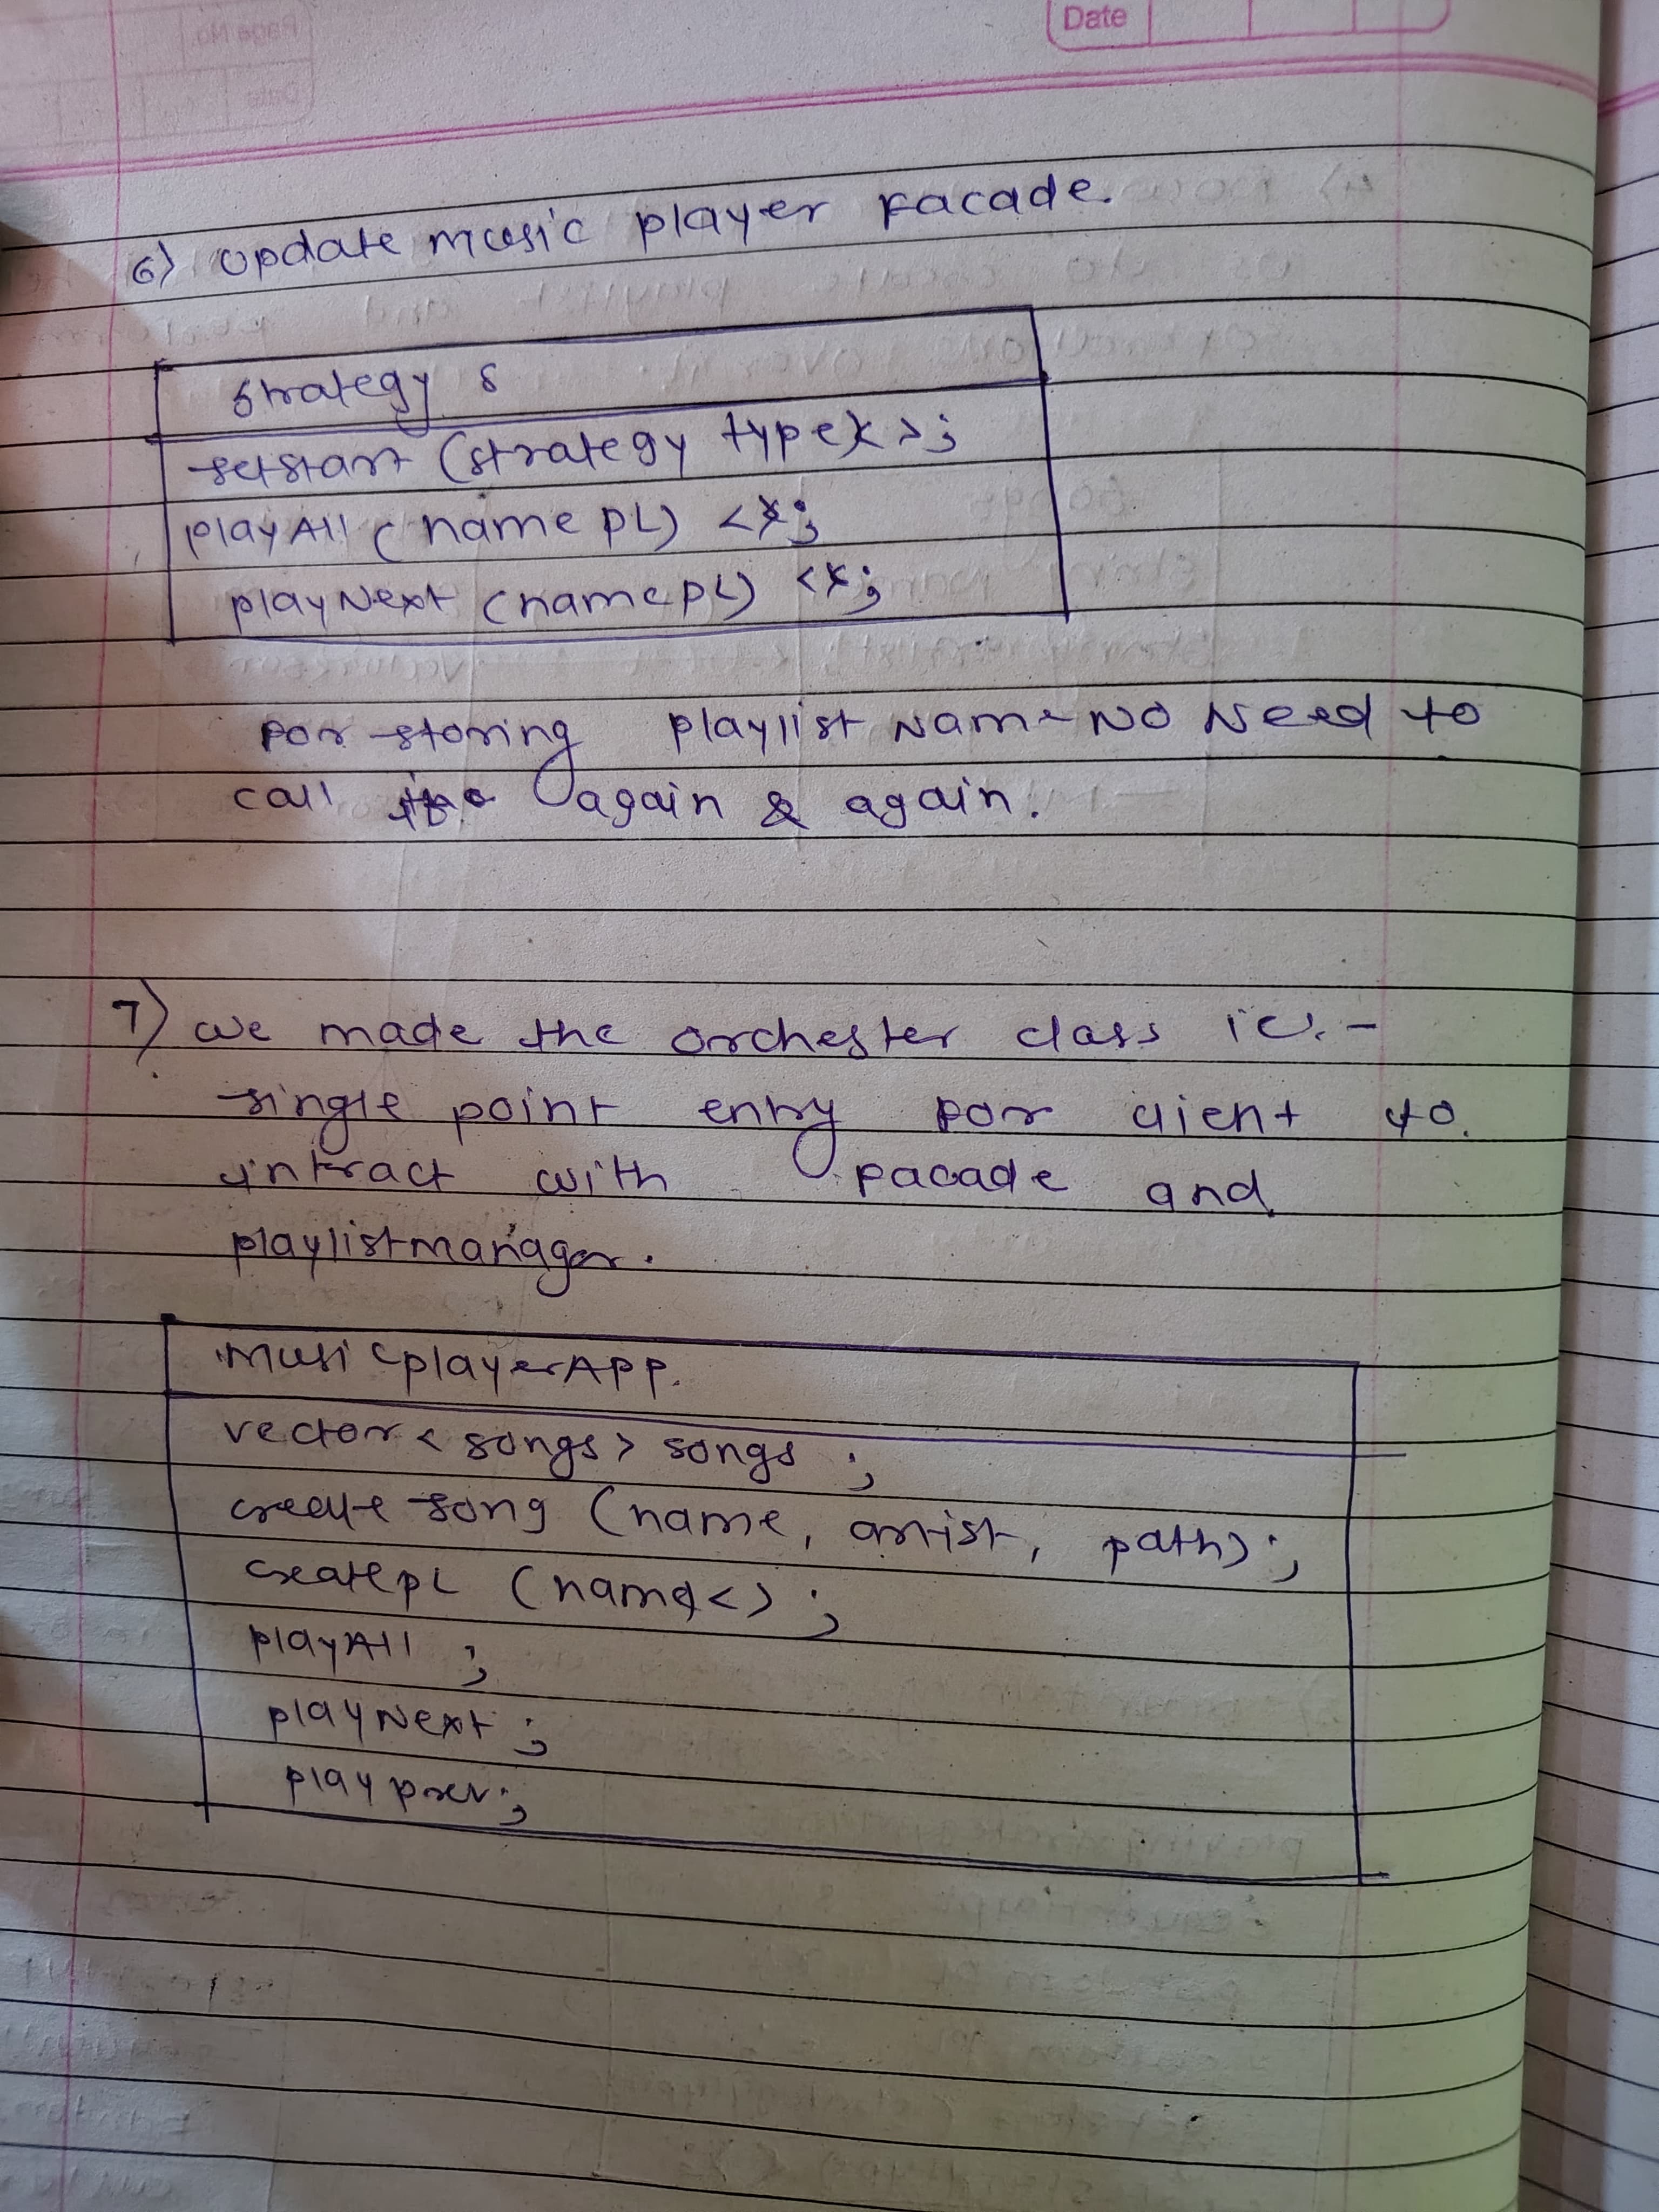 Date
6) Update music player Facade.
Strategy s
setstart (strategy type){ };
playAll (name PL) <};
playNext (name PL) <};
For storing playlist Name NO Need to
call again & again.
7) we made the orchester class ie. -
single point entry for client to.
intract with facade and
playlistmanager.
MusicplayerApp.
vector < songs > songs ;
create song (name, artist, path) ;
createPL (name<) ;
playAll ;
playNext ;
play prev ;